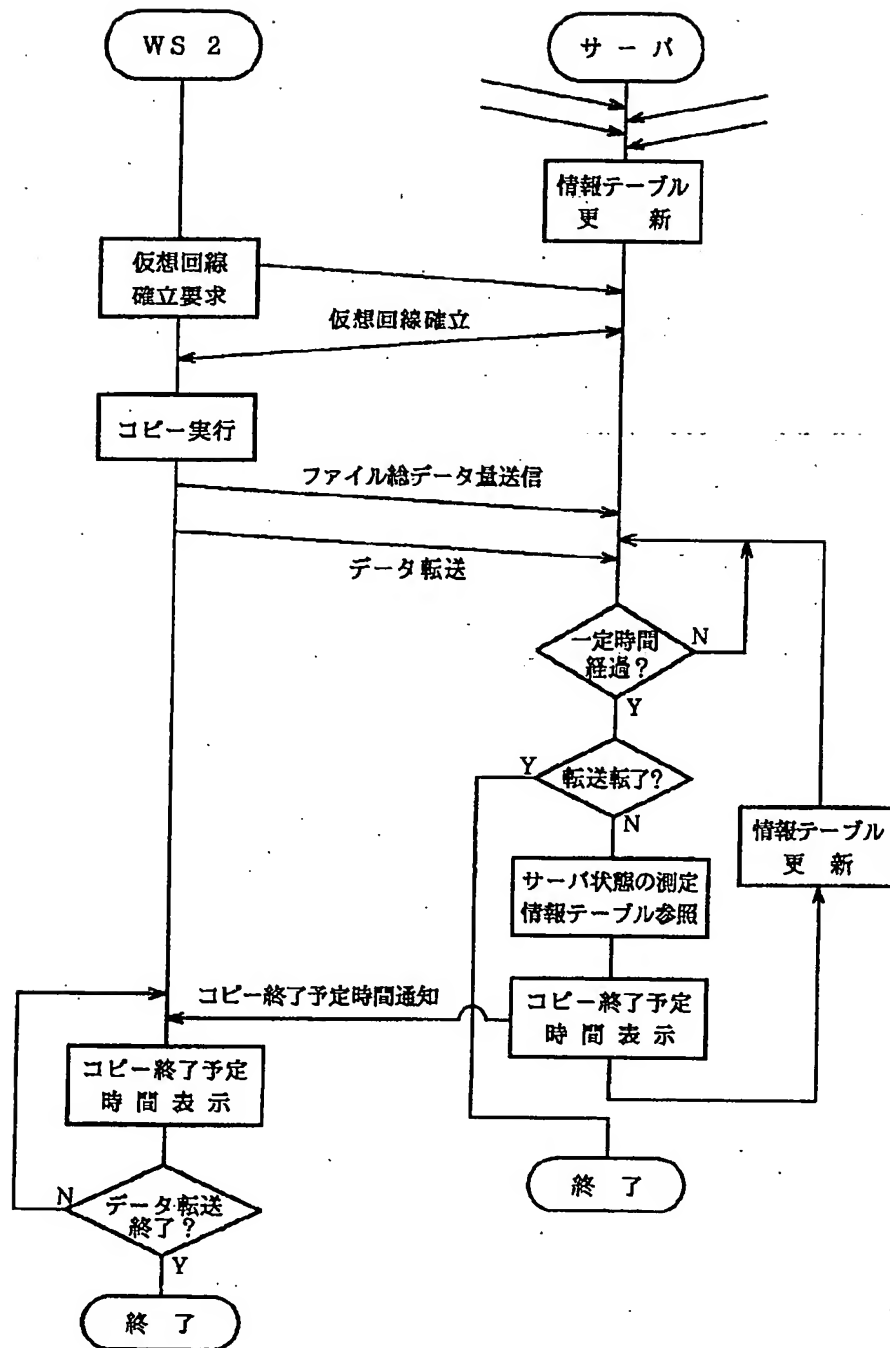 WS 2
サーバ
情報テーブル
更 新
仮想回線
確立要求
仮想回線確立
コピー実行
ファイル総データ量送信
データ転送
一定時間
経過?
N
Y
転送転了?
Y
N
情報テーブル
更 新
サーバ状態の測定
情報テーブル参照
コピー終了予定時間通知
コピー終了予定
時 間 表 示
コピー終了予定
時 間 表 示
終 了
データ転送
終了?
N
Y
終 了